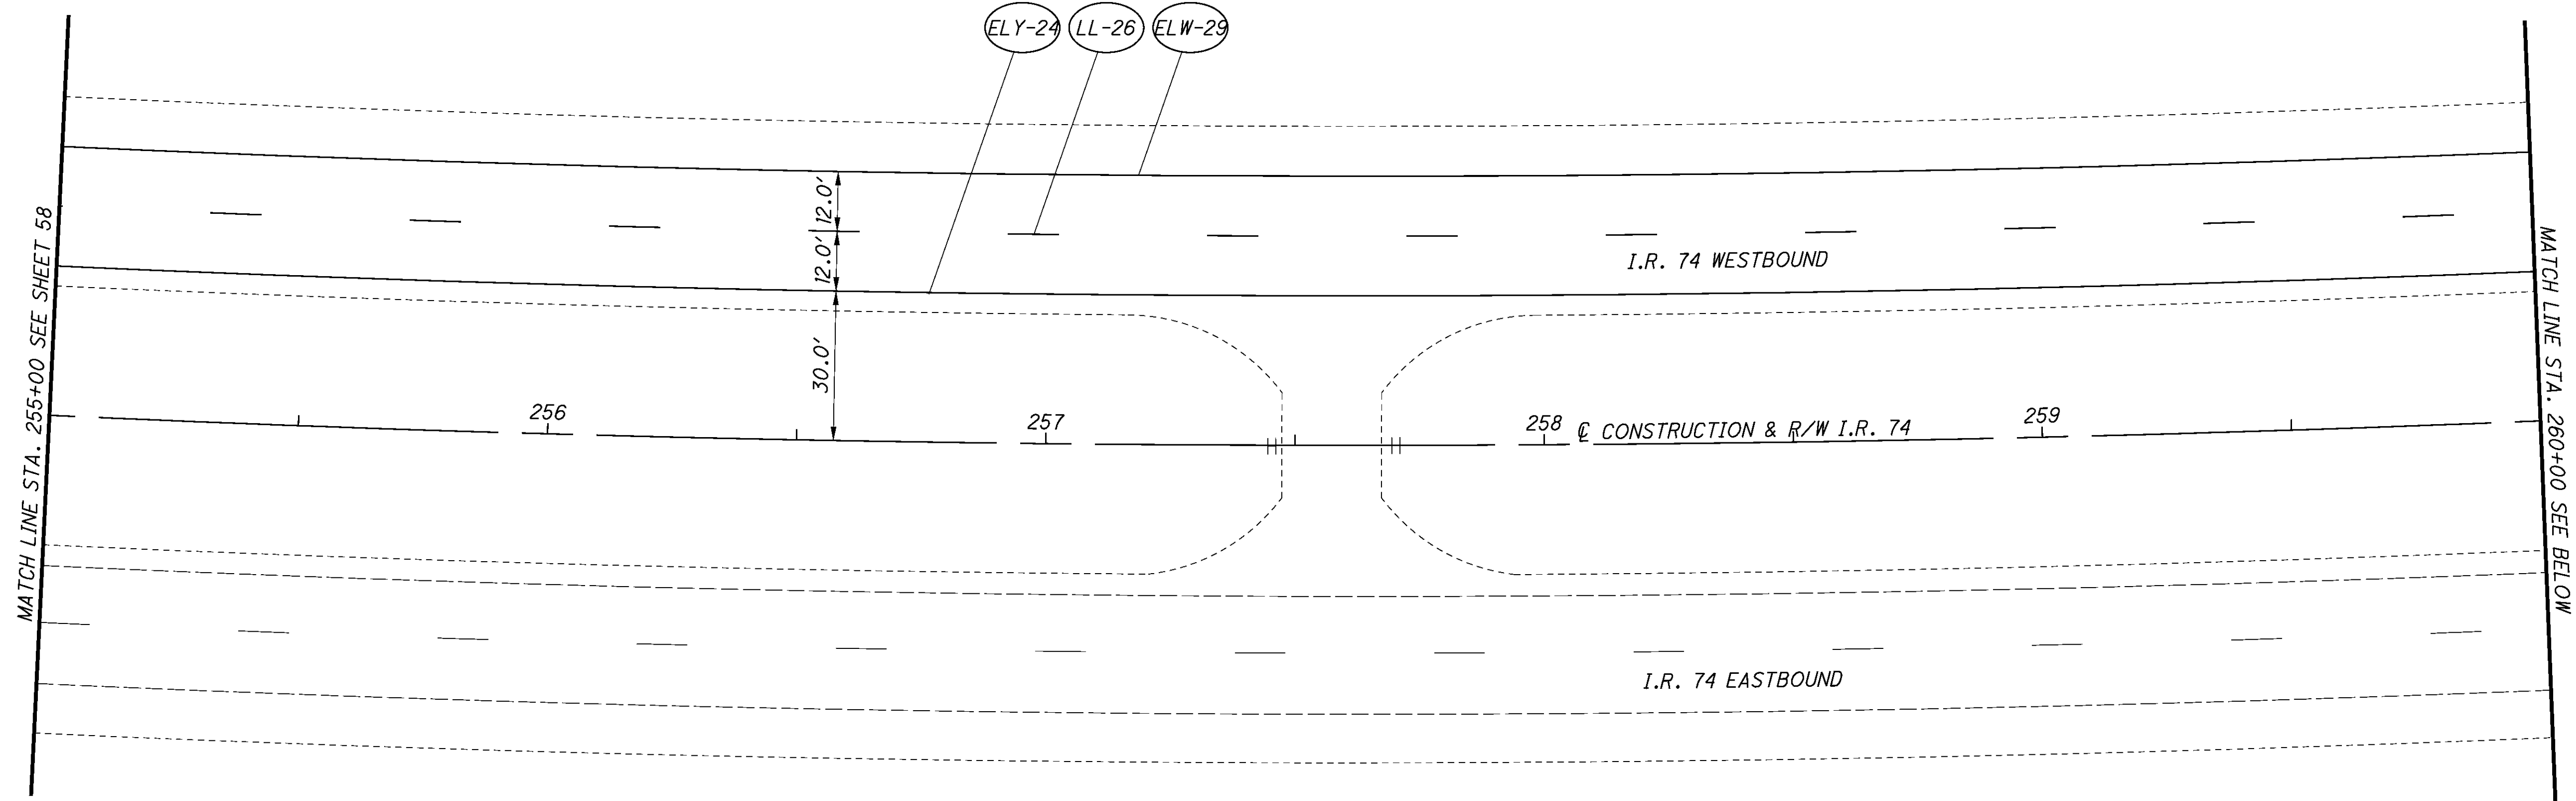 ELY-24 LL-26 ELW-29
12.0'
12.0'
30.0'
I.R. 74 WESTBOUND
MATCH LINE STA. 255+00 SEE SHEET 58
MATCH LINE STA. 260+00 SEE BELOW
256 257 258 ℄ CONSTRUCTION & R/W I.R. 74 259
I.R. 74 EASTBOUND